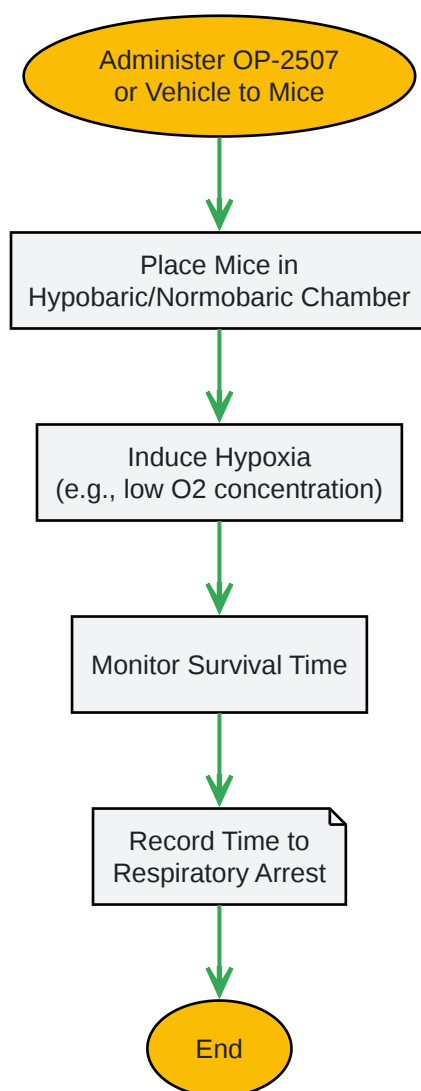 Administer OP-2507
or Vehicle to Mice
Place Mice in
Hypobaric/Normobaric Chamber
Induce Hypoxia
(e.g., low O2 concentration)
Monitor Survival Time
Record Time to
Respiratory Arrest
End